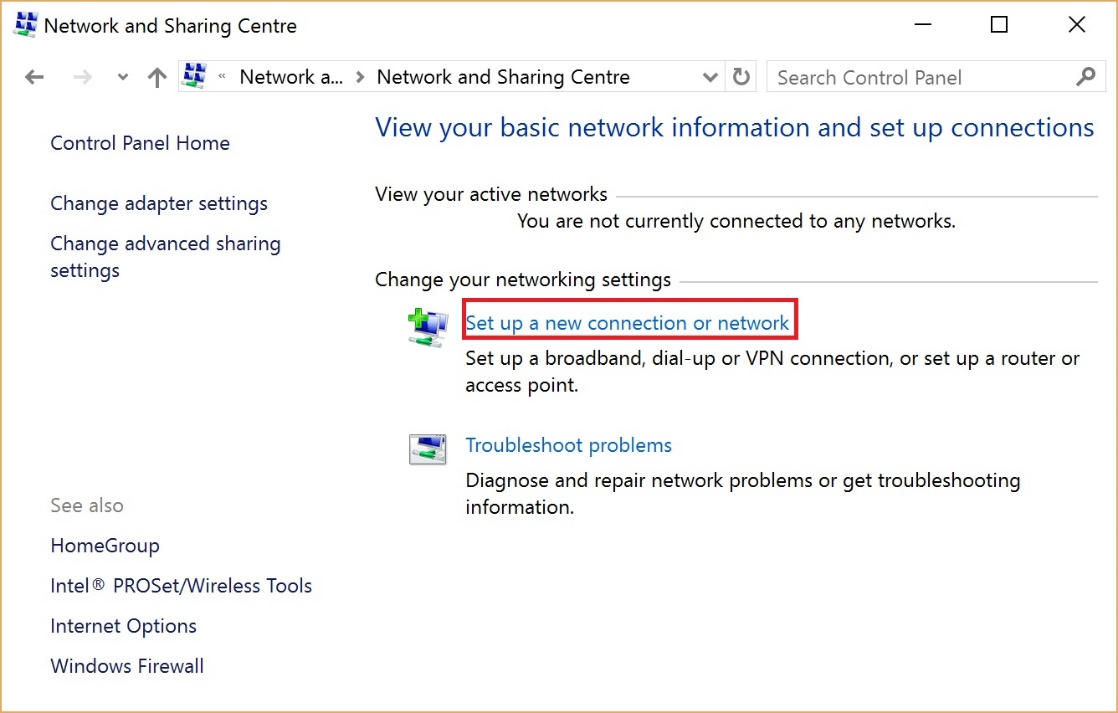 Network and Sharing Centre
« Network a... > Network and Sharing Centre
Search Control Panel
Control Panel Home
Change adapter settings
Change advanced sharing
settings
See also
HomeGroup
Intel® PROSet/Wireless Tools
Internet Options
Windows Firewall
View your basic network information and set up connections
View your active networks
You are not currently connected to any networks.
Change your networking settings
Set up a new connection or network
Set up a broadband, dial-up or VPN connection, or set up a router or
access point.
Troubleshoot problems
Diagnose and repair network problems or get troubleshooting
information.